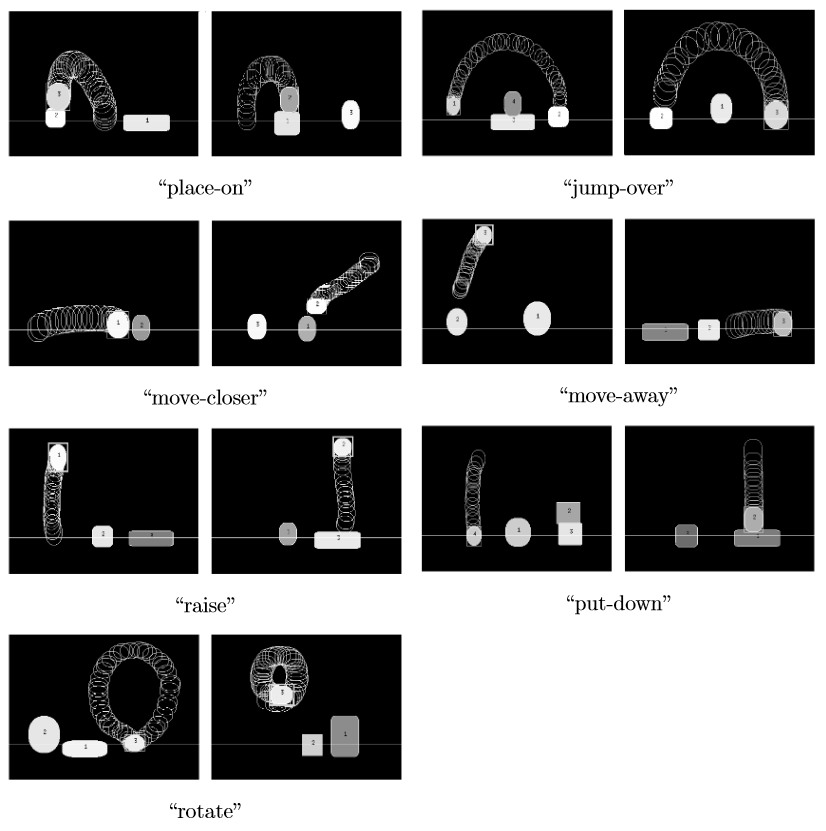 “place-on”
“jump-over”
“move-closer”
“move-away”
“raise”
“put-down”
“rotate”